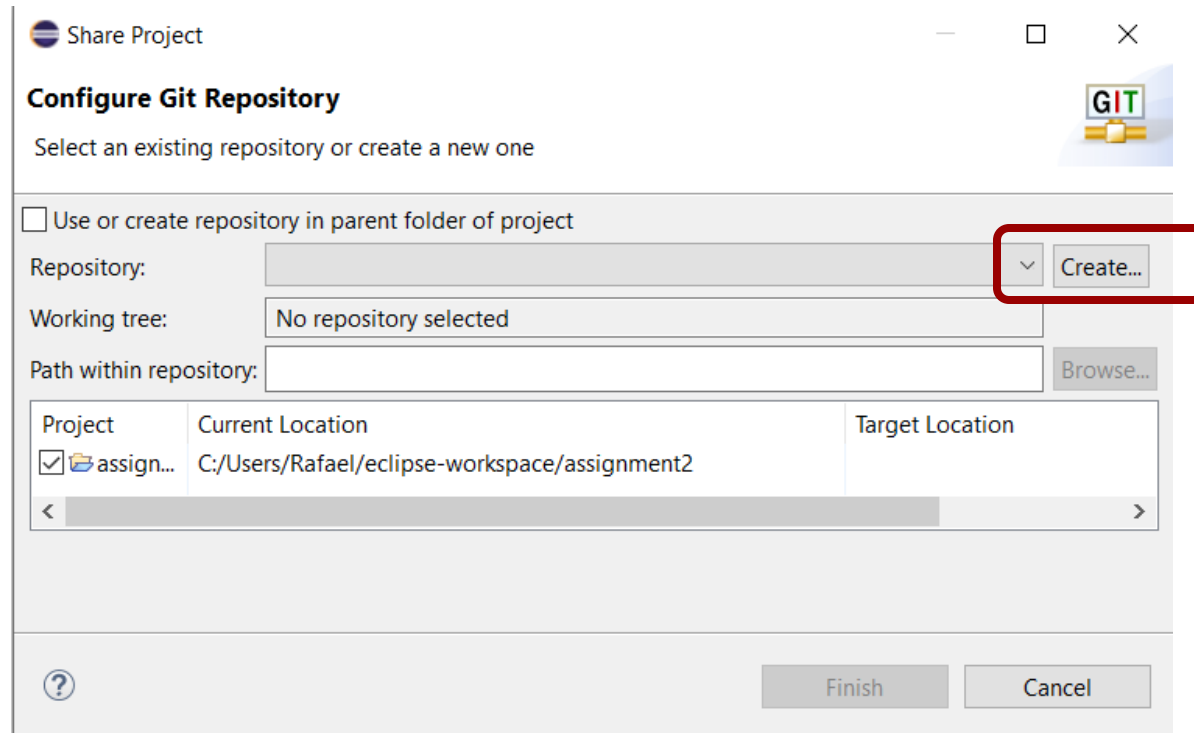 Share Project
Configure Git Repository
GIT
Select an existing repository or create a new one
Use or create repository in parent folder of project
Repository: Create...
Working tree: No repository selected
Path within repository: Browse...
Project Current Location Target Location
assign... C:/Users/Rafael/eclipse-workspace/assignment2
? Finish Cancel